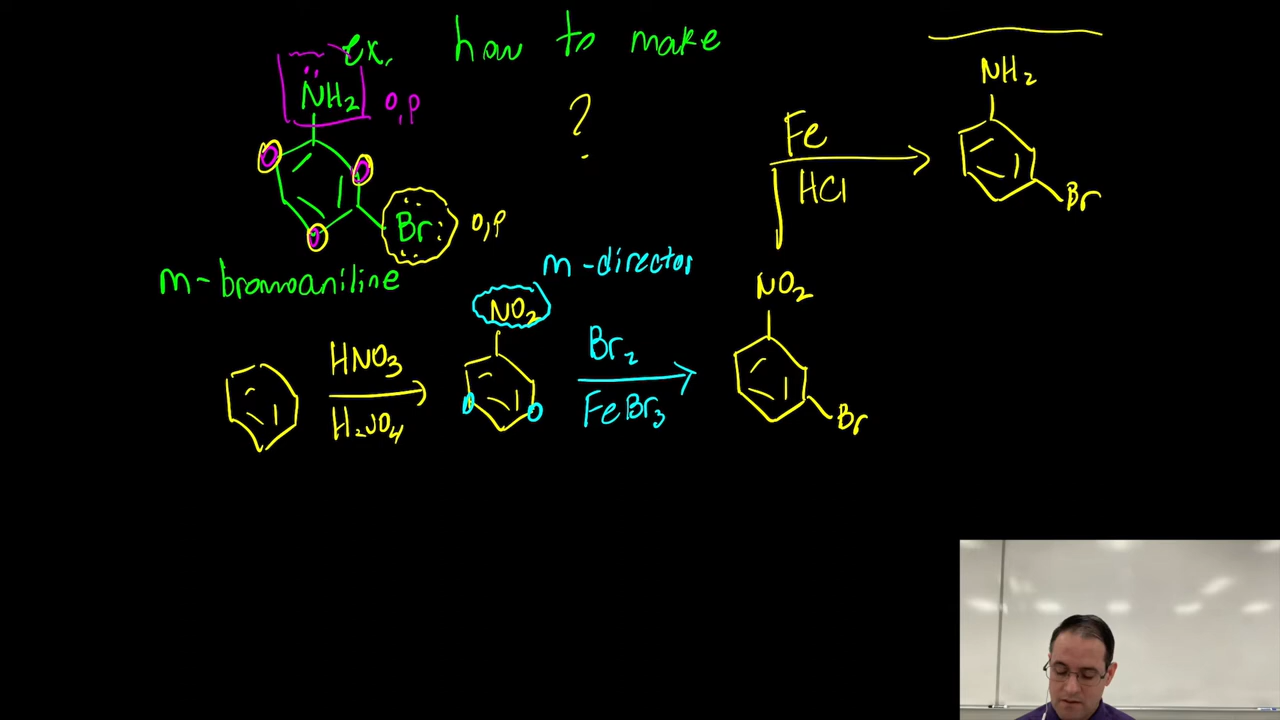 ex. how to make
?
NH2
O,P
Br
O,P
m-bromoaniline
HNO3
H2SO4
NO2
m-director
Br2
FeBr3
NO2
Br
Fe
HCl
NH2
Br